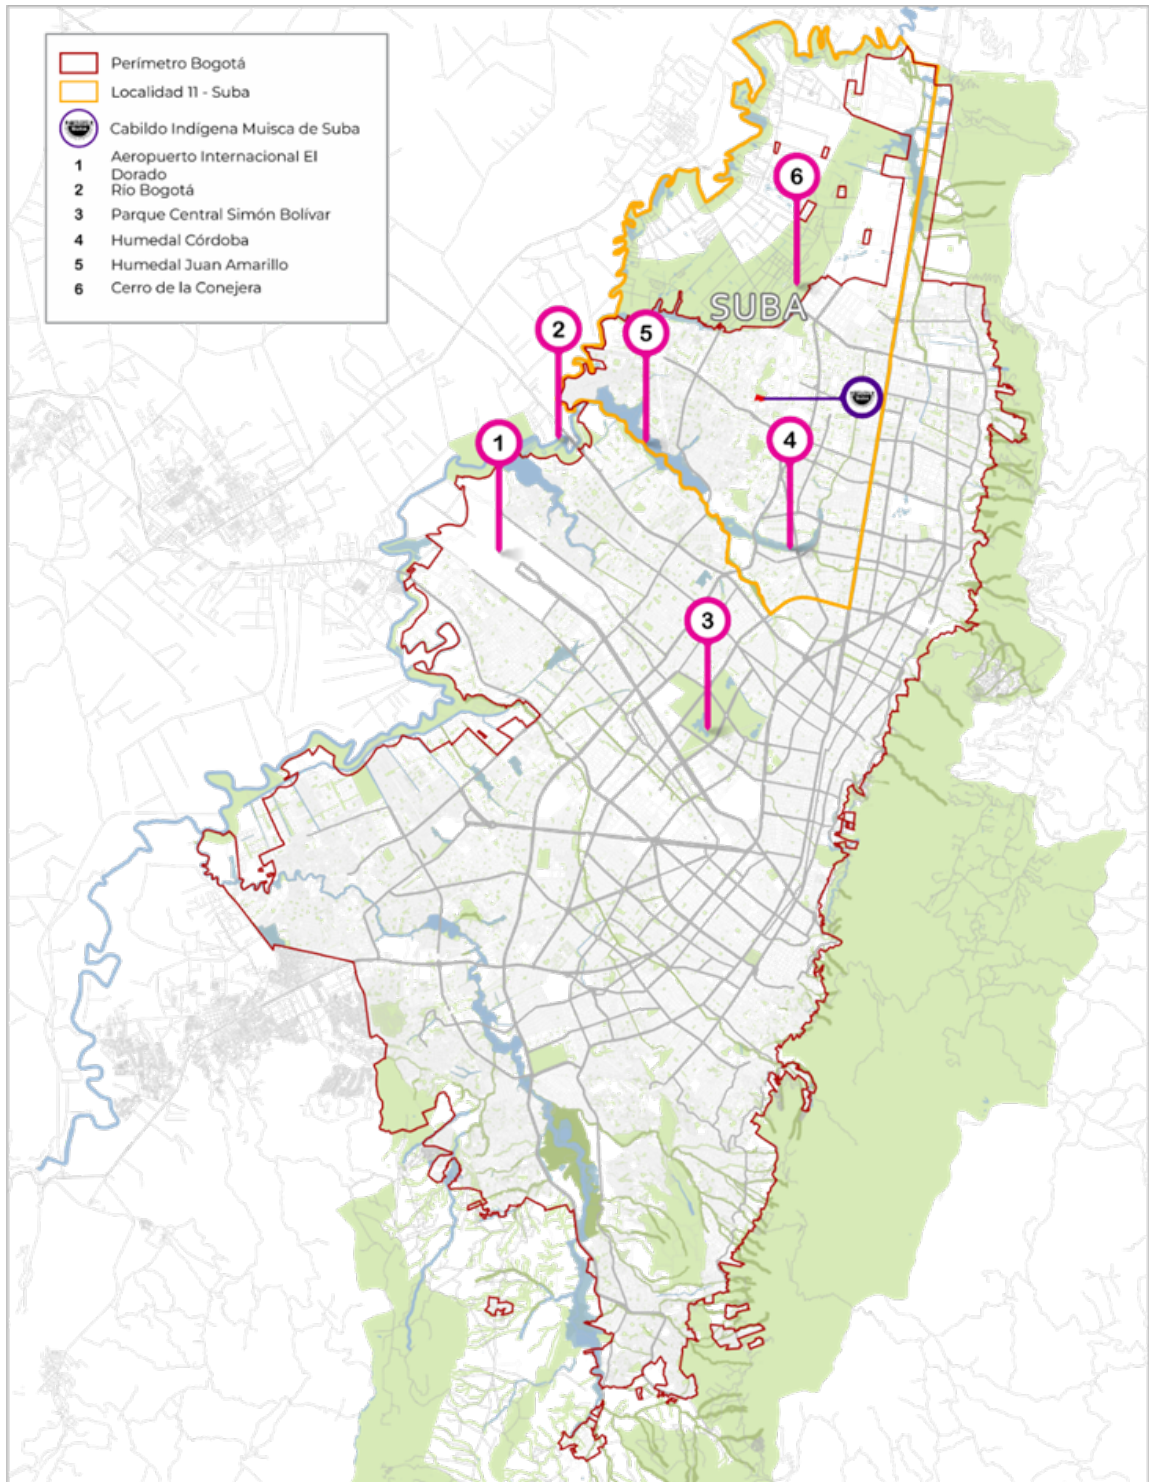 Perímetro Bogotá
Localidad 11 - Suba
Cabildo Indígena Muisca de Suba
1 Aeropuerto Internacional El
Dorado
2 Río Bogotá
3 Parque Central Simón Bolívar
4 Humedal Córdoba
5 Humedal Juan Amarillo
6 Cerro de la Conejera
6
SUBA
2
5
1
4
3